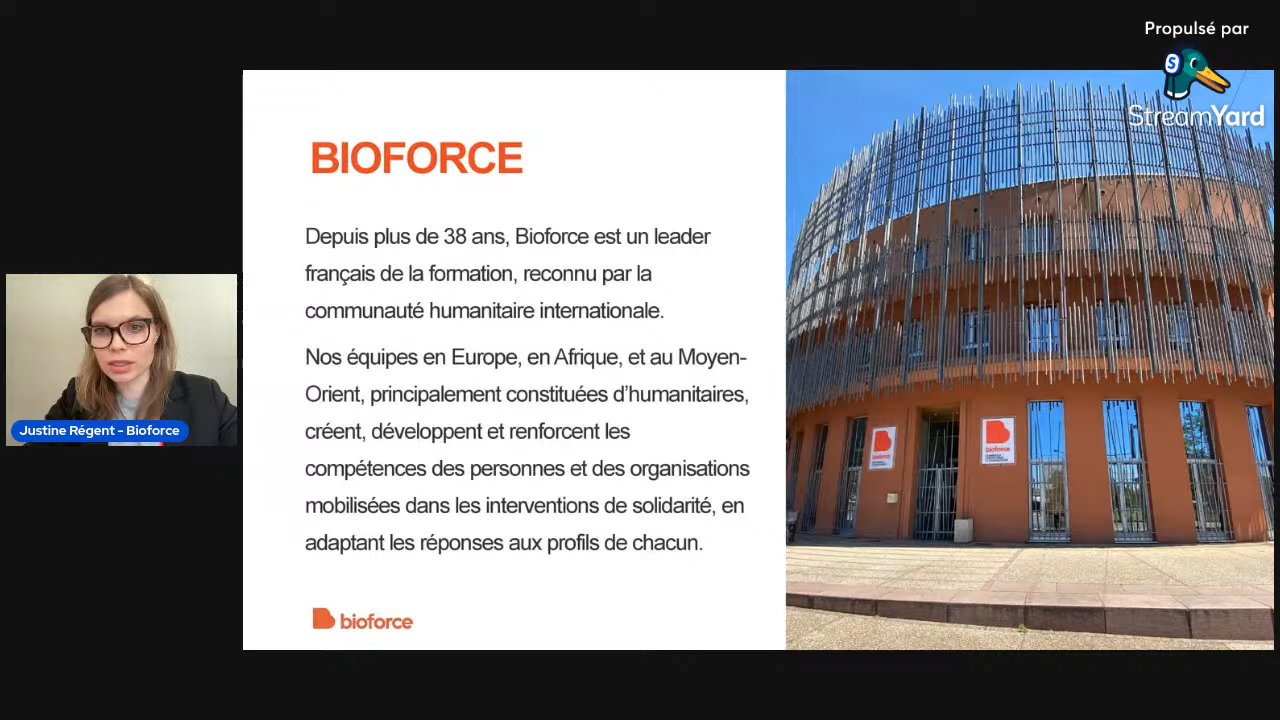 Propulsé par
StreamYard
BIOFORCE
Depuis plus de 38 ans, Bioforce est un leader
français de la formation, reconnu par la
communauté humanitaire internationale.
Nos équipes en Europe, en Afrique, et au Moyen-
Orient, principalement constituées d’humanitaires,
créent, développent et renforcent les
compétences des personnes et des organisations
mobilisées dans les interventions de solidarité, en
adaptant les réponses aux profils de chacun.
bioforce
Justine Régent - Bioforce
bioforce
bioforce